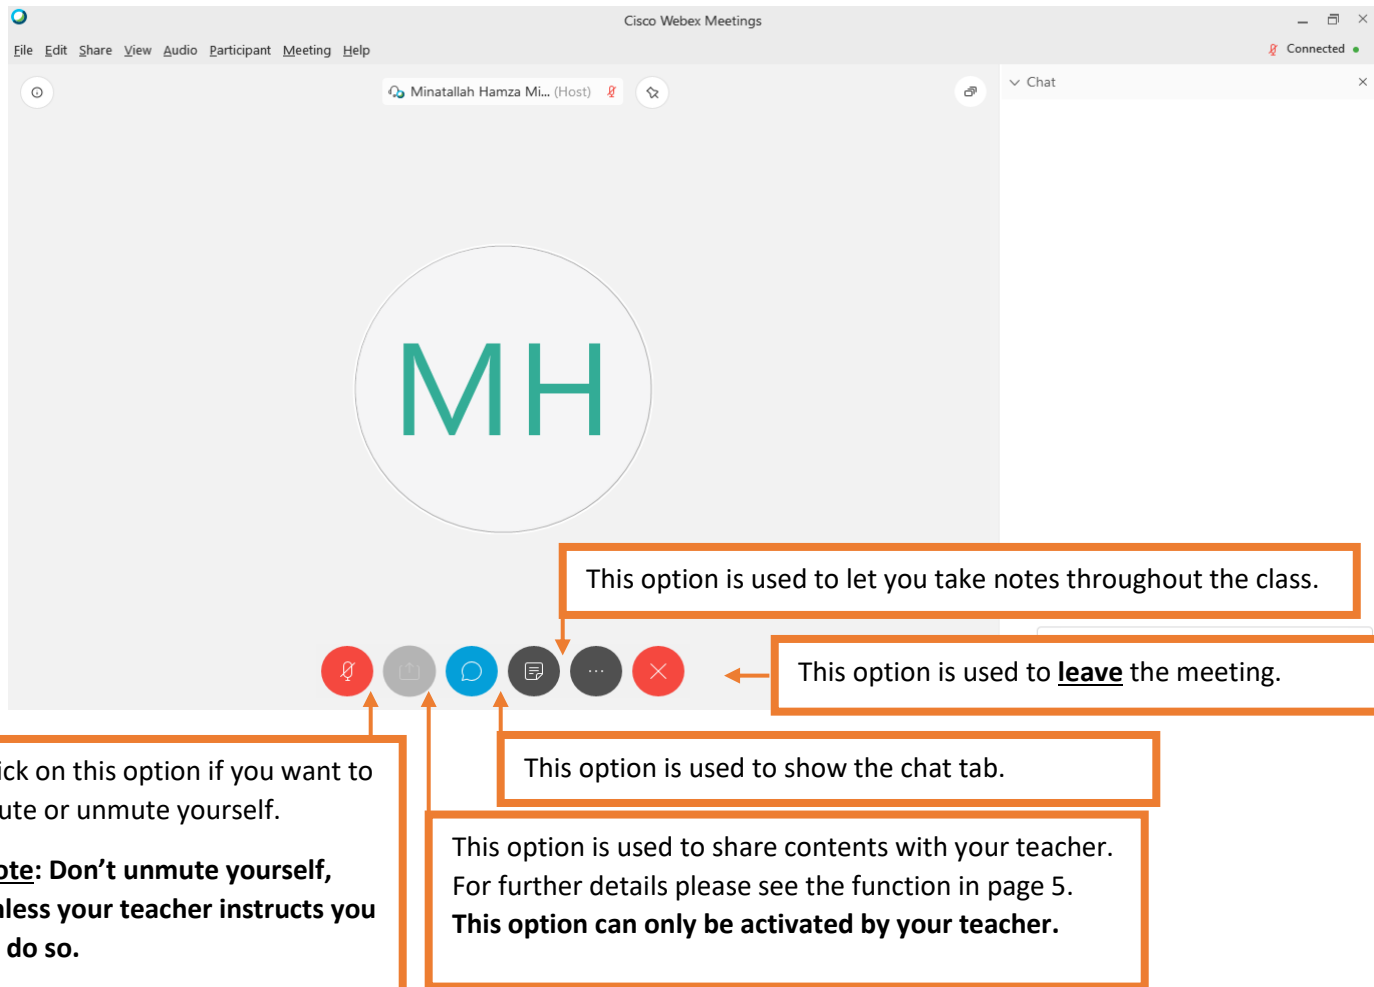 Cisco Webex Meetings
File Edit Share View Audio Participant Meeting Help
Connected
Minatallah Hamza Mi... (Host)
Chat
MH
This option is used to let you take notes throughout the class.
This option is used to leave the meeting.
This option is used to show the chat tab.
ick on this option if you want to
ute or unmute yourself.
ote: Don't unmute yourself,
nless your teacher instructs you
do so.
This option is used to share contents with your teacher.
For further details please see the function in page 5.
This option can only be activated by your teacher.